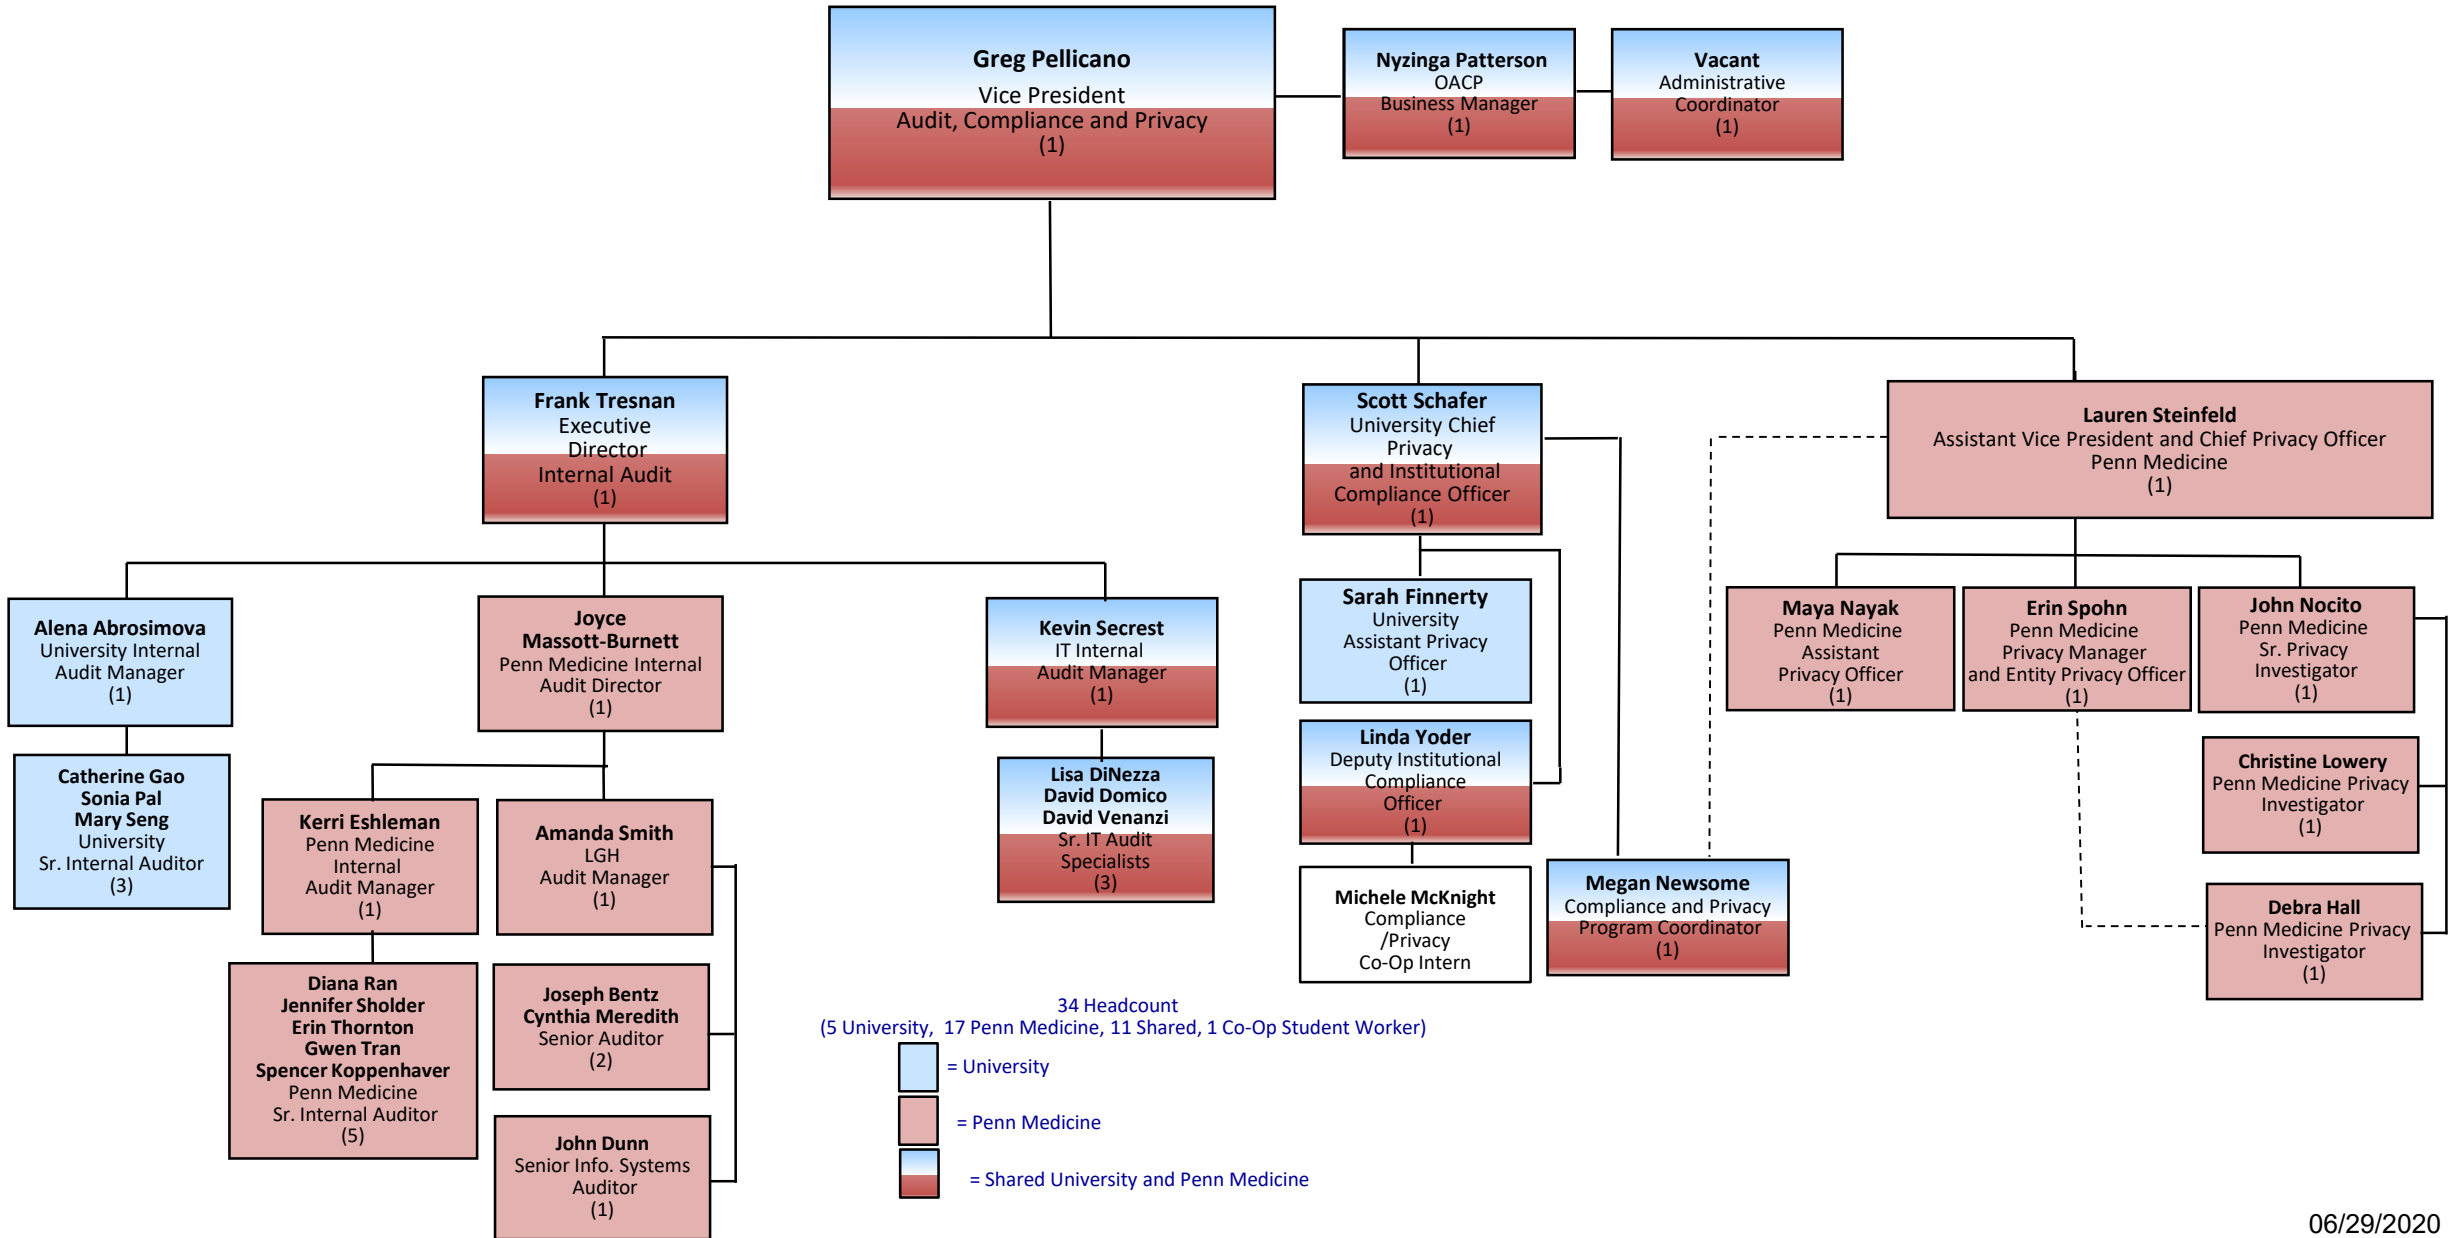 Greg Pellicano
Vice President
Audit, Compliance and Privacy
(1)
Nyzinga Patterson
OACP
Business Manager
(1)
Vacant
Administrative
Coordinator
(1)
Frank Tresnan
Executive
Director
Internal Audit
(1)
Scott Schafer
University Chief
Privacy
and Institutional
Compliance Officer
(1)
Lauren Steinfeld
Assistant Vice President and Chief Privacy Officer
Penn Medicine
(1)
Alena Abrosimova
University Internal
Audit Manager
(1)
Joyce
Massott-Burnett
Penn Medicine Internal
Audit Director
(1)
Kevin Secrest
IT Internal
Audit Manager
(1)
Sarah Finnerty
University
Assistant Privacy
Officer
(1)
Maya Nayak
Penn Medicine
Assistant
Privacy Officer
(1)
Erin Spohn
Penn Medicine
Privacy Manager
and Entity Privacy Officer
(1)
John Nocito
Penn Medicine
Sr. Privacy
Investigator
(1)
Catherine Gao
Sonia Pal
Mary Seng
University
Sr. Internal Auditor
(3)
Kerri Eshleman
Penn Medicine
Internal
Audit Manager
(1)
Amanda Smith
LGH
Audit Manager
(1)
Lisa DiNezza
David Domico
David Venanzi
Sr. IT Audit
Specialists
(3)
Linda Yoder
Deputy Institutional
Compliance
Officer
(1)
Christine Lowery
Penn Medicine Privacy
Investigator
(1)
Michele McKnight
Compliance
/Privacy
Co-Op Intern
Megan Newsome
Compliance and Privacy
Program Coordinator
(1)
Debra Hall
Penn Medicine Privacy
Investigator
(1)
Diana Ran
Jennifer Sholder
Erin Thornton
Gwen Tran
Spencer Koppenhaver
Penn Medicine
Sr. Internal Auditor
(5)
Joseph Bentz
Cynthia Meredith
Senior Auditor
(2)
John Dunn
Senior Info. Systems
Auditor
(1)
34 Headcount
(5 University, 17 Penn Medicine, 11 Shared, 1 Co-Op Student Worker)
= University
= Penn Medicine
= Shared University and Penn Medicine
06/29/2020